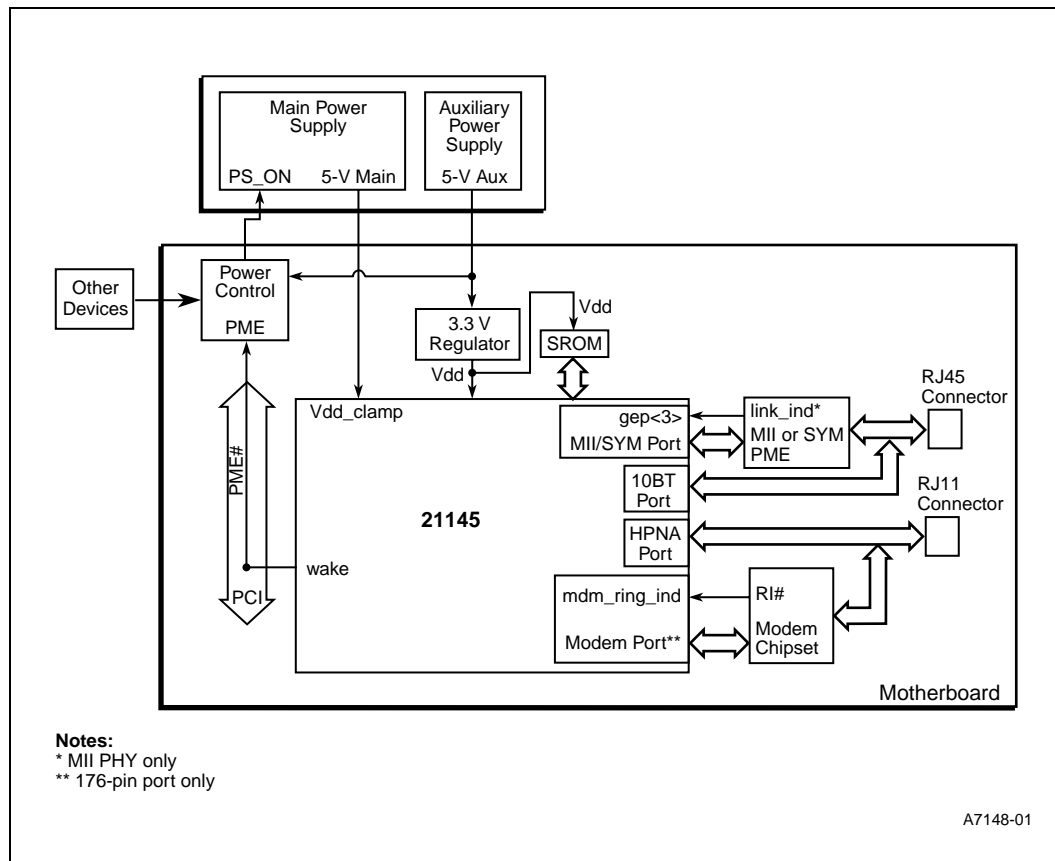 Main Power
Supply
PS_ON 5-V Main
Auxiliary
Power
Supply
5-V Aux
Other
Devices
Power
Control
PME
3.3 V
Regulator
Vdd
Vdd
SROM
Vdd_clamp
gep<3>
MII/SYM Port
link_ind*
MII or SYM
PME
RJ45
Connector
10BT
Port
RJ11
Connector
HPNA
Port
21145
PME#
PCI
wake
mdm_ring_ind
Modem Port**
RI#
Modem
Chipset
Motherboard
Notes:
* MII PHY only
** 176-pin port only
A7148-01